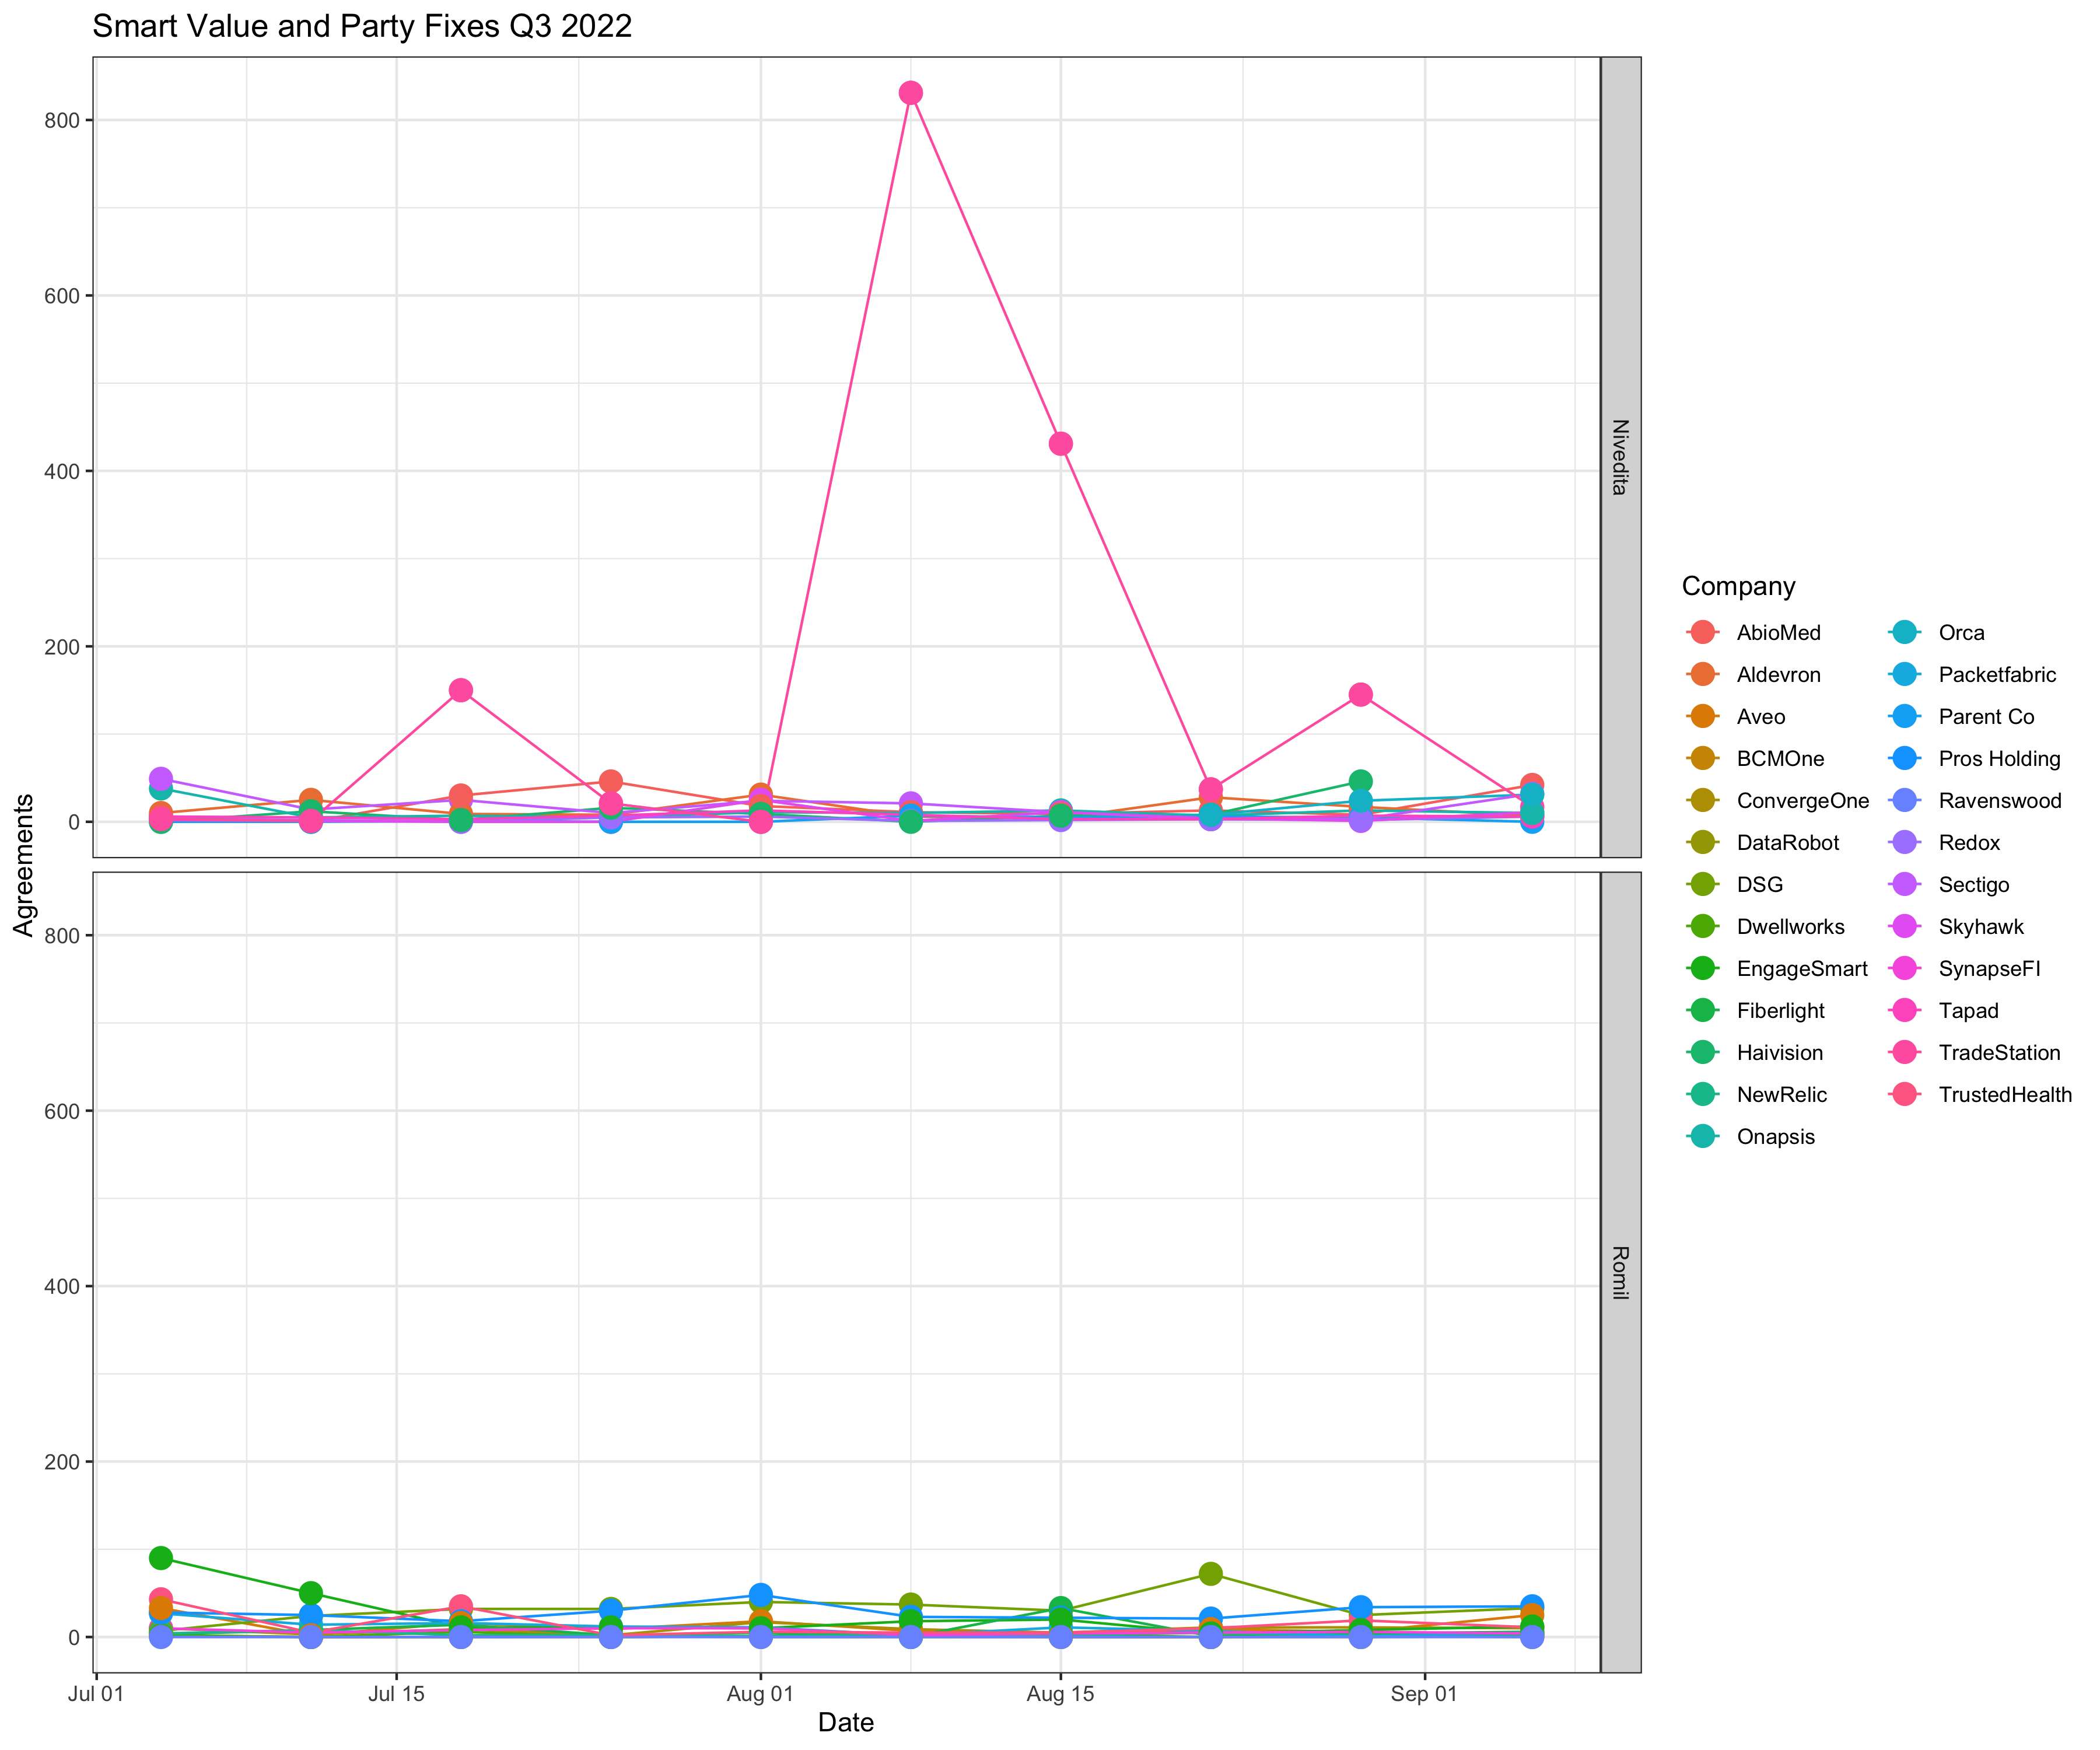 Smart Value and Party Fixes Q3 2022
Agreements
800
600
400
200
0
Nivedita
800
600
400
200
0
Romil
Jul 01
Jul 15
Aug 01
Aug 15
Sep 01
Date
Company
AbioMed
Aldevron
Aveo
BCMOne
ConvergeOne
DataRobot
DSG
Dwellworks
EngageSmart
Fiberlight
Haivision
NewRelic
Onapsis
Orca
Packetfabric
Parent Co
Pros Holding
Ravenswood
Redox
Sectigo
Skyhawk
SynapseFI
Tapad
TradeStation
TrustedHealth